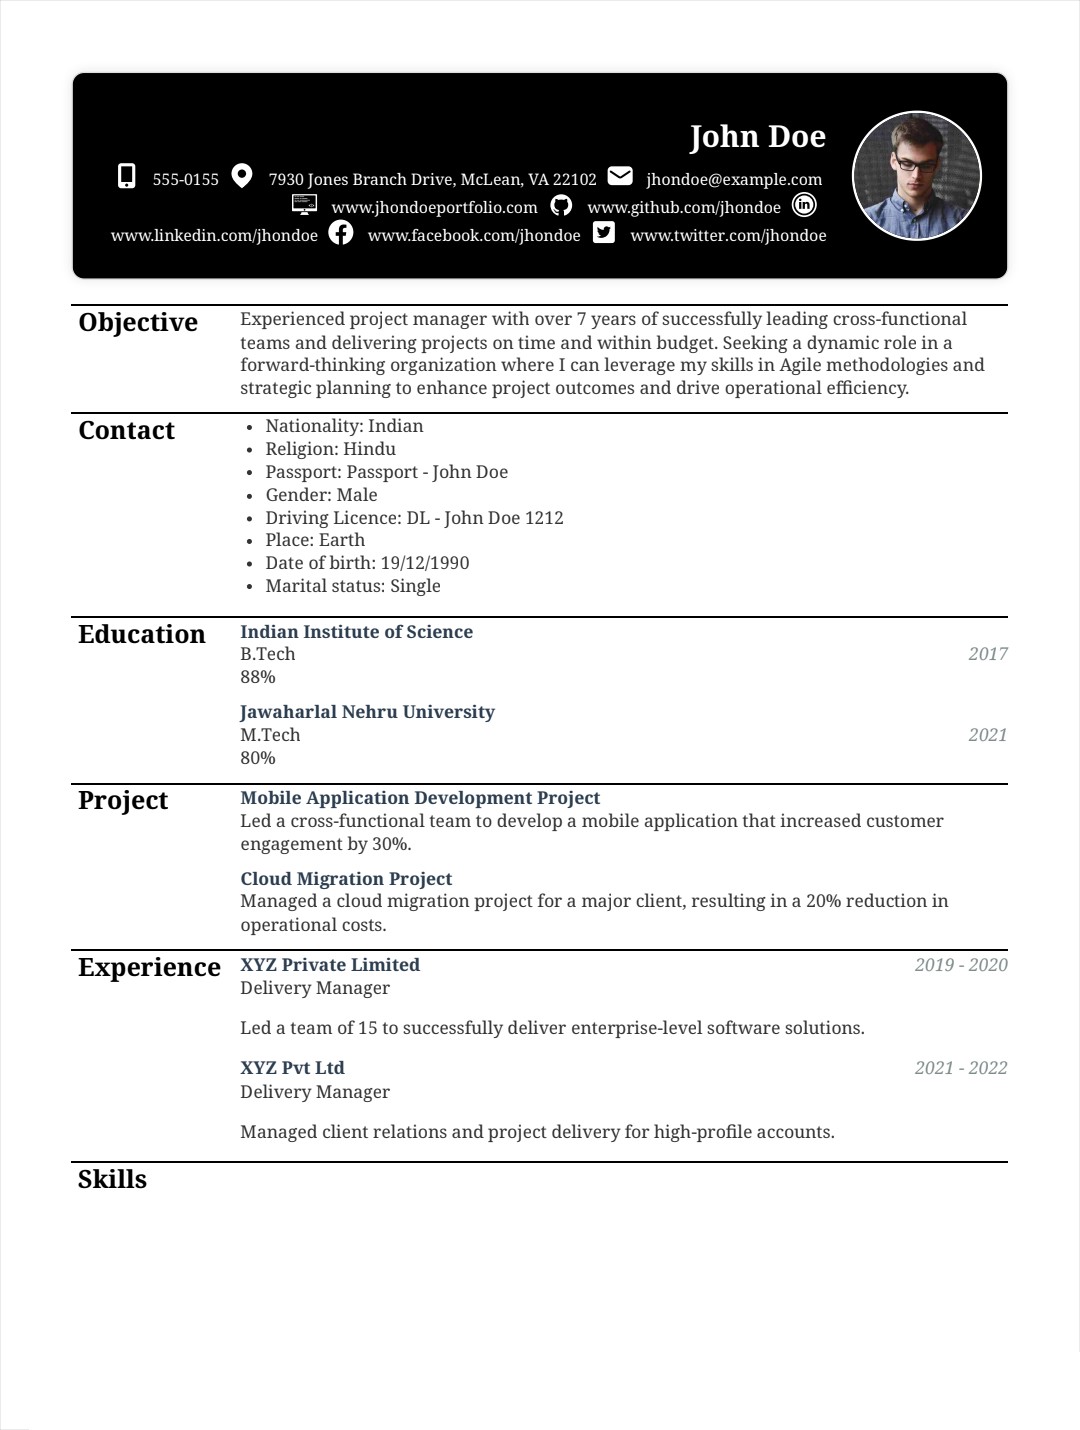 John Doe
555-0155 7930 Jones Branch Drive, McLean, VA 22102 jhondoe@example.com
www.jhondoeportfolio.com www.github.com/jhondoe
www.linkedin.com/jhondoe www.facebook.com/jhondoe www.twitter.com/jhondoe
Objective
Experienced project manager with over 7 years of successfully leading cross-functional
teams and delivering projects on time and within budget. Seeking a dynamic role in a
forward-thinking organization where I can leverage my skills in Agile methodologies and
strategic planning to enhance project outcomes and drive operational efficiency.
Contact
• Nationality: Indian
• Religion: Hindu
• Passport: Passport - John Doe
• Gender: Male
• Driving Licence: DL - John Doe 1212
• Place: Earth
• Date of birth: 19/12/1990
• Marital status: Single
Education
Indian Institute of Science
B.Tech 2017
88%
Jawaharlal Nehru University
M.Tech 2021
80%
Project
Mobile Application Development Project
Led a cross-functional team to develop a mobile application that increased customer
engagement by 30%.
Cloud Migration Project
Managed a cloud migration project for a major client, resulting in a 20% reduction in
operational costs.
Experience
XYZ Private Limited 2019 - 2020
Delivery Manager
Led a team of 15 to successfully deliver enterprise-level software solutions.
XYZ Pvt Ltd 2021 - 2022
Delivery Manager
Managed client relations and project delivery for high-profile accounts.
Skills